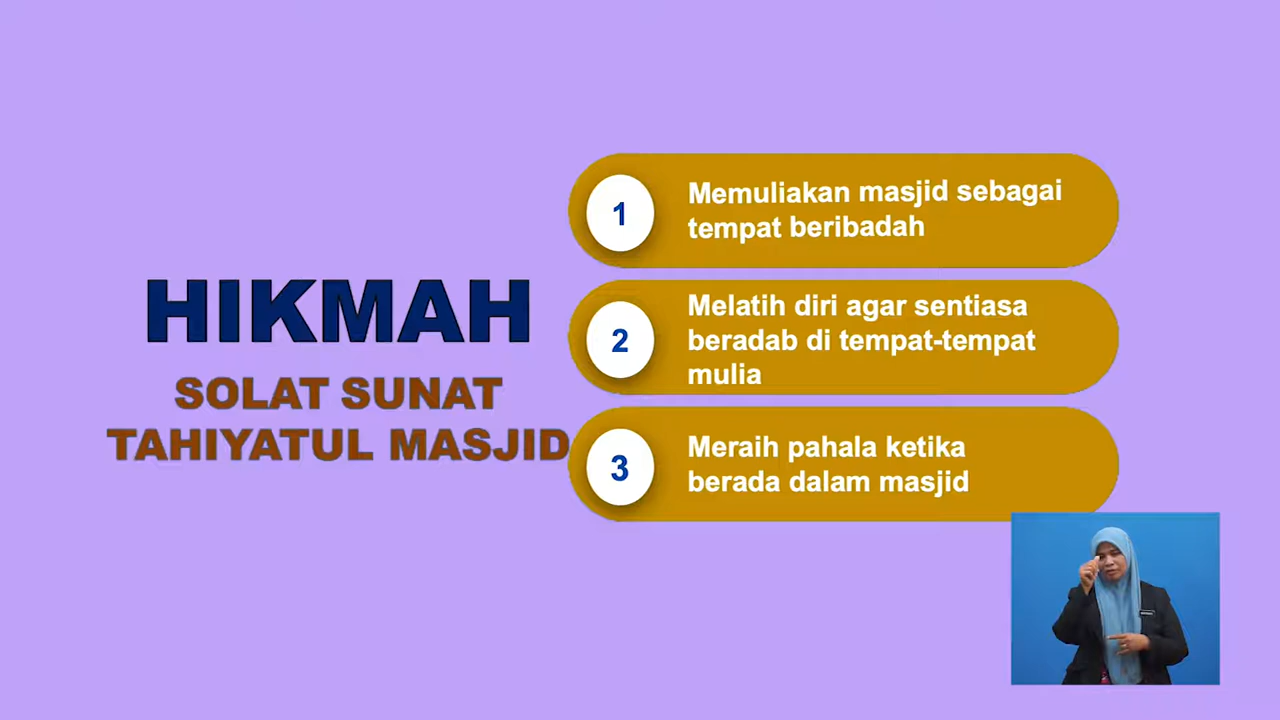 HIKMAH
SOLAT SUNAT
TAHIYATUL MASJID
1
Memuliakan masjid sebagai
tempat beribadah
2
Melatih diri agar sentiasa
beradab di tempat-tempat
mulia
3
Meraih pahala ketika
berada dalam masjid